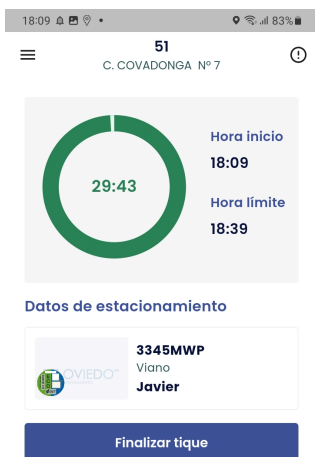 18:09
83%
51
C. COVADONGA Nº 7
29:43
Hora inicio
18:09
Hora límite
18:39
Datos de estacionamiento
OVIEDO
3345MWP
Viano
Javier
Finalizar tique